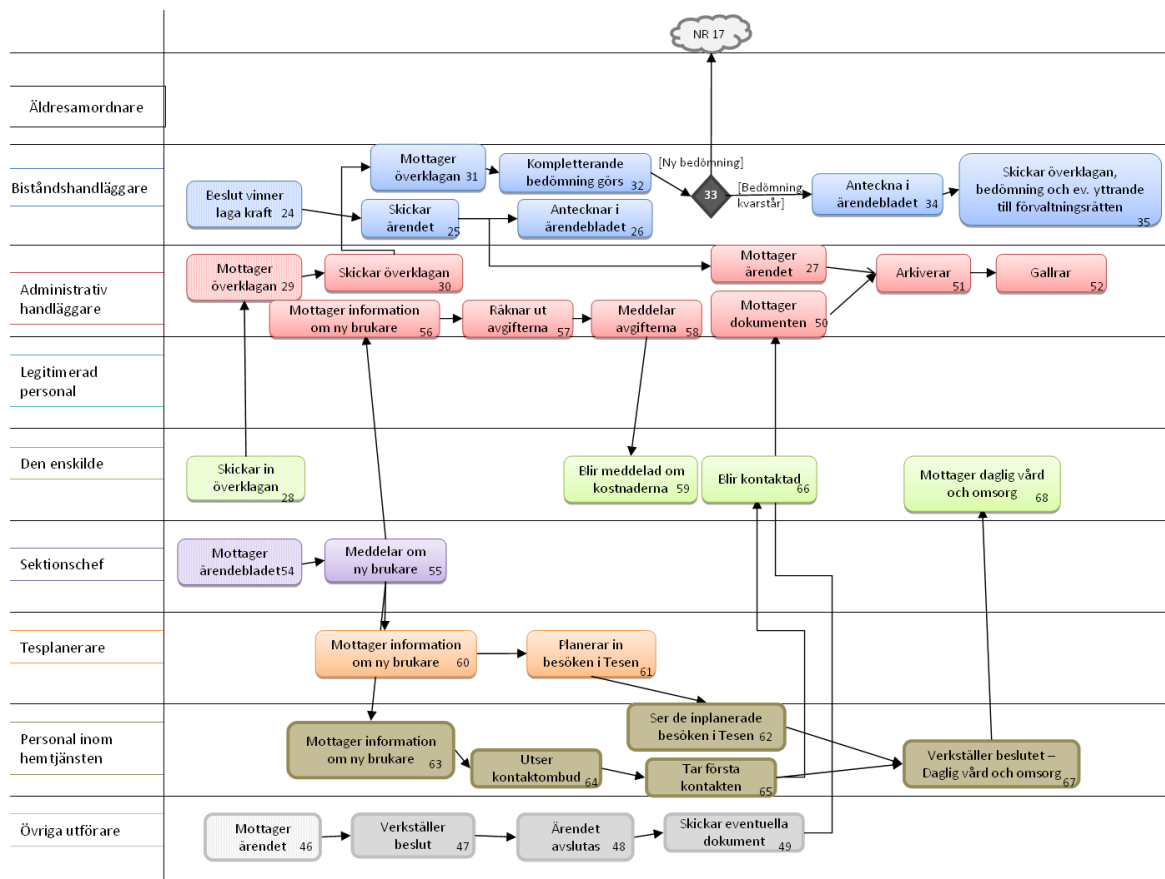 NR 17
Äldresamordnare
Biståndshandläggare
Beslut vinner
laga kraft 24
Mottager
överklagan 31
Skickar
ärendet 25
Kompletterande
bedömning görs 32
Antecknar i
ärendebladet 26
[Ny bedömning]
33
[Bedömning
kvarstår]
Anteckna i
ärendebladet 34
Skickar överklagan,
bedömning och ev. yttrande
till förvaltningsrätten
35
Administrativ
handläggare
Mottager
överklagan 29
Skickar överklagan
30
Mottager information
om ny brukare 56
Räknar ut
avgifterna 57
Meddelar
avgifterna 58
Mottager
ärendet 27
Mottager
dokumenten 50
Arkiverar
51
Gallrar
52
Legitimerad
personal
Den enskilde
Skickar in
överklagan
28
Blir meddelad om
kostnaderna 59
Blir kontaktad
66
Mottager daglig vård
och omsorg 68
Sektionschef
Mottager
ärendebladet 54
Meddelar om
ny brukare 55
Tesplanerare
Mottager information
om ny brukare 60
Planerar in
besöken i Tesen
61
Personal inom
hemtjänsten
Mottager information
om ny brukare 63
Utser
kontaktombud 64
Ser de inplanerade
besöken i Tesen 62
Tar första
kontakten 65
Verkställer beslutet –
Daglig vård och omsorg
67
Övriga utförare
Mottager
ärendet 46
Verkställer
beslut 47
Ärendet
avslutas 48
Skickar eventuella
dokument 49